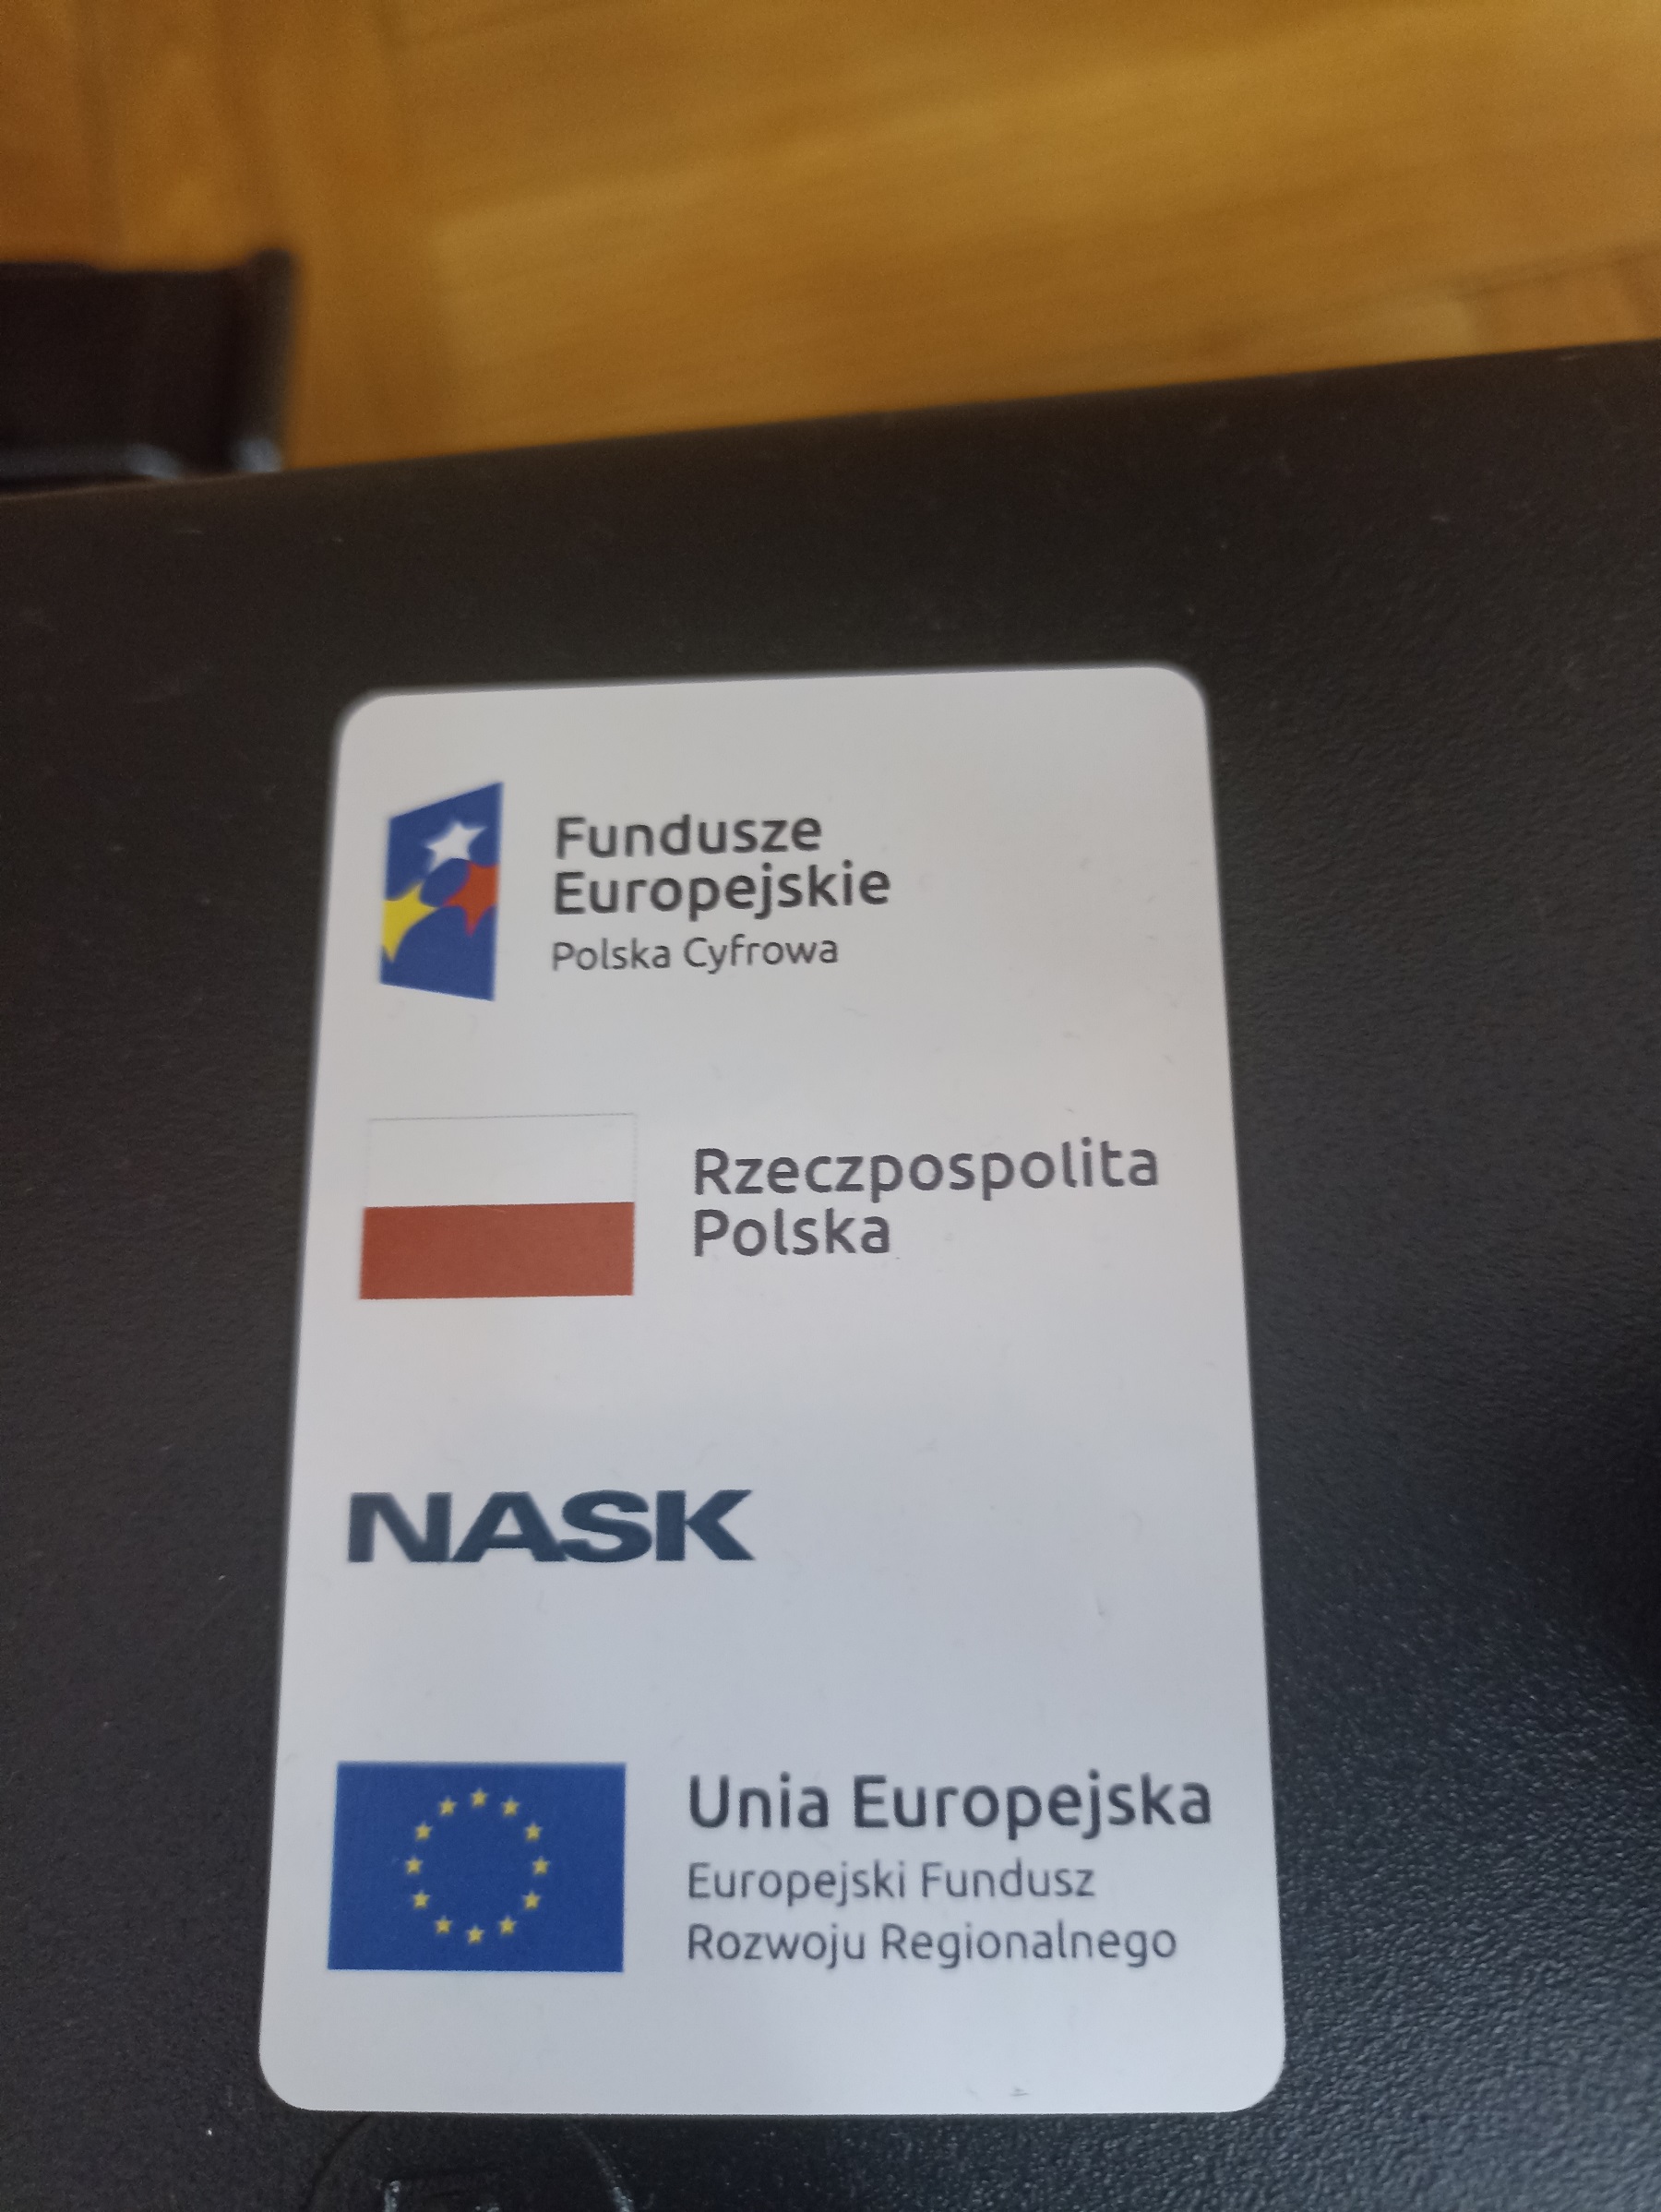 Fundusze
Europejskie
Polska Cyfrowa
Rzeczpospolita
Polska
NASK
Unia Europejska
Europejski Fundusz
Rozwoju Regionalnego